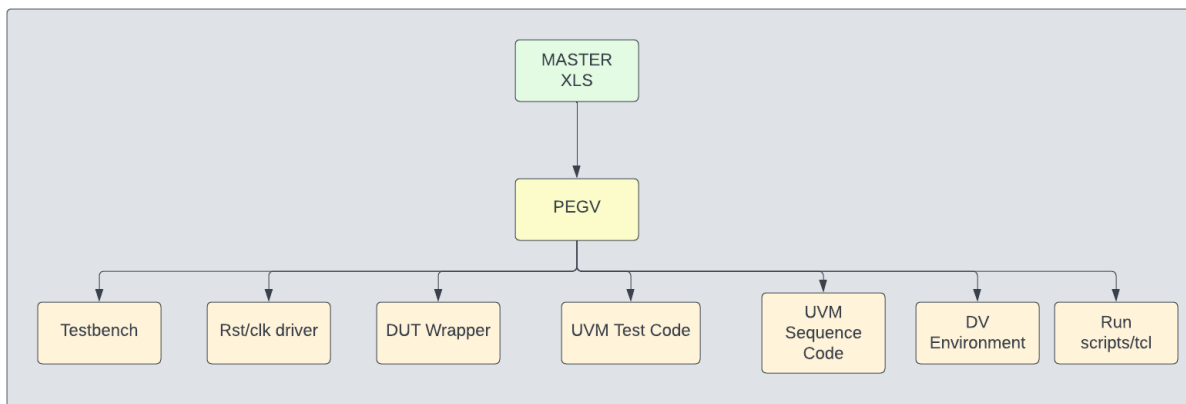 MASTER
XLS
PEGV
Testbench
Rst/clk driver
DUT Wrapper
UVM Test Code
UVM
Sequence
Code
DV
Environment
Run
scripts/tcl